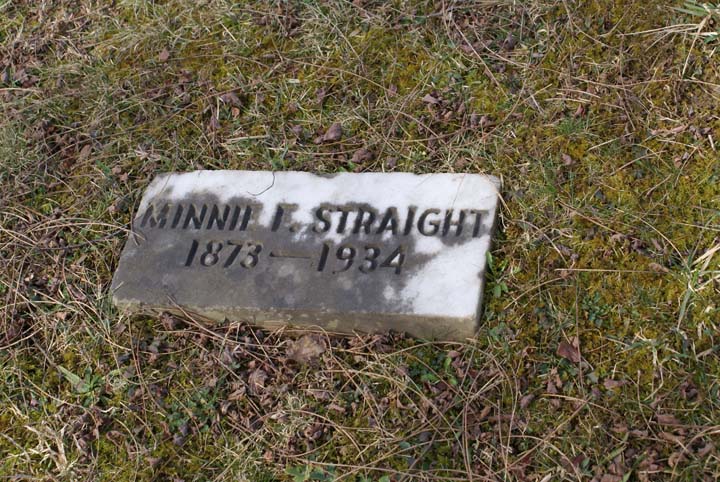 MINNIE F. STRAIGHT
1873 — 1934